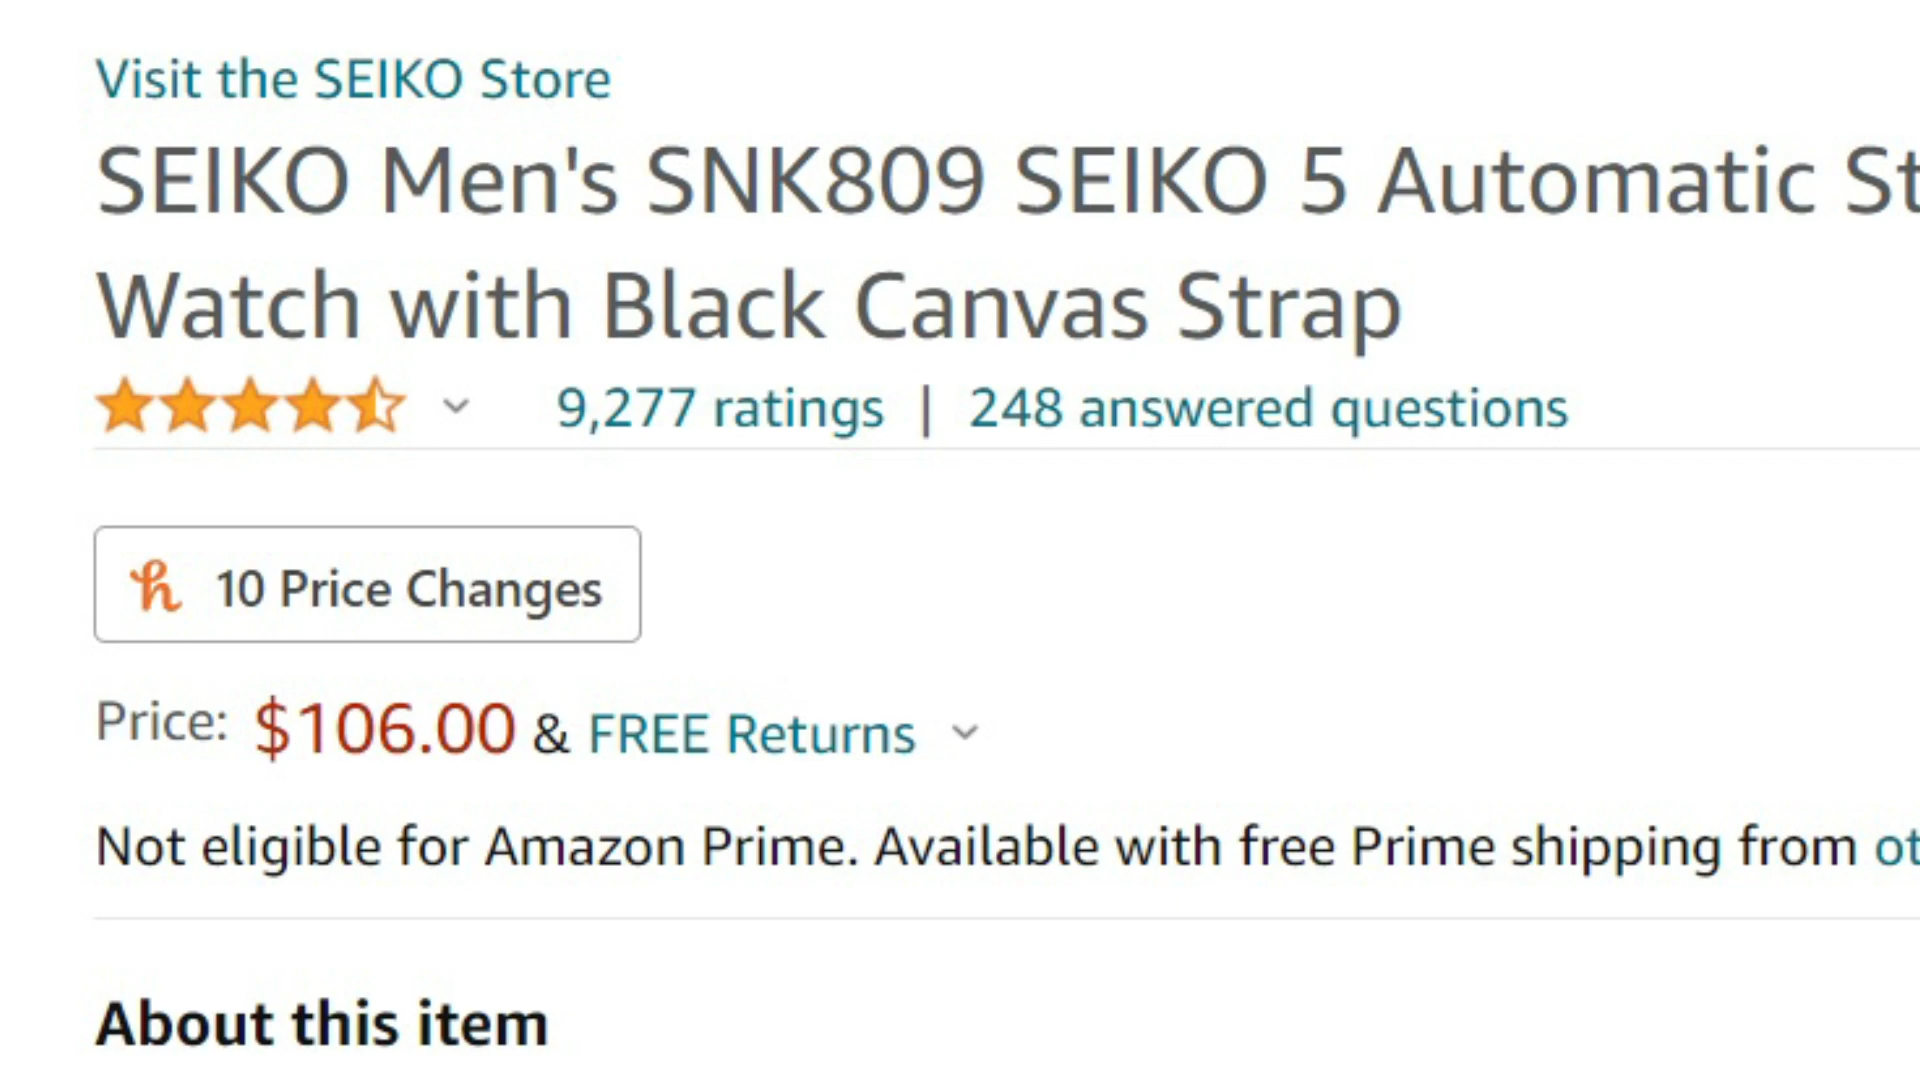 Visit the SEIKO Store
SEIKO Men's SNK809 SEIKO 5 Automatic St
Watch with Black Canvas Strap
9,277 ratings | 248 answered questions
10 Price Changes
Price: $106.00 & FREE Returns
Not eligible for Amazon Prime. Available with free Prime shipping from ot
About this item